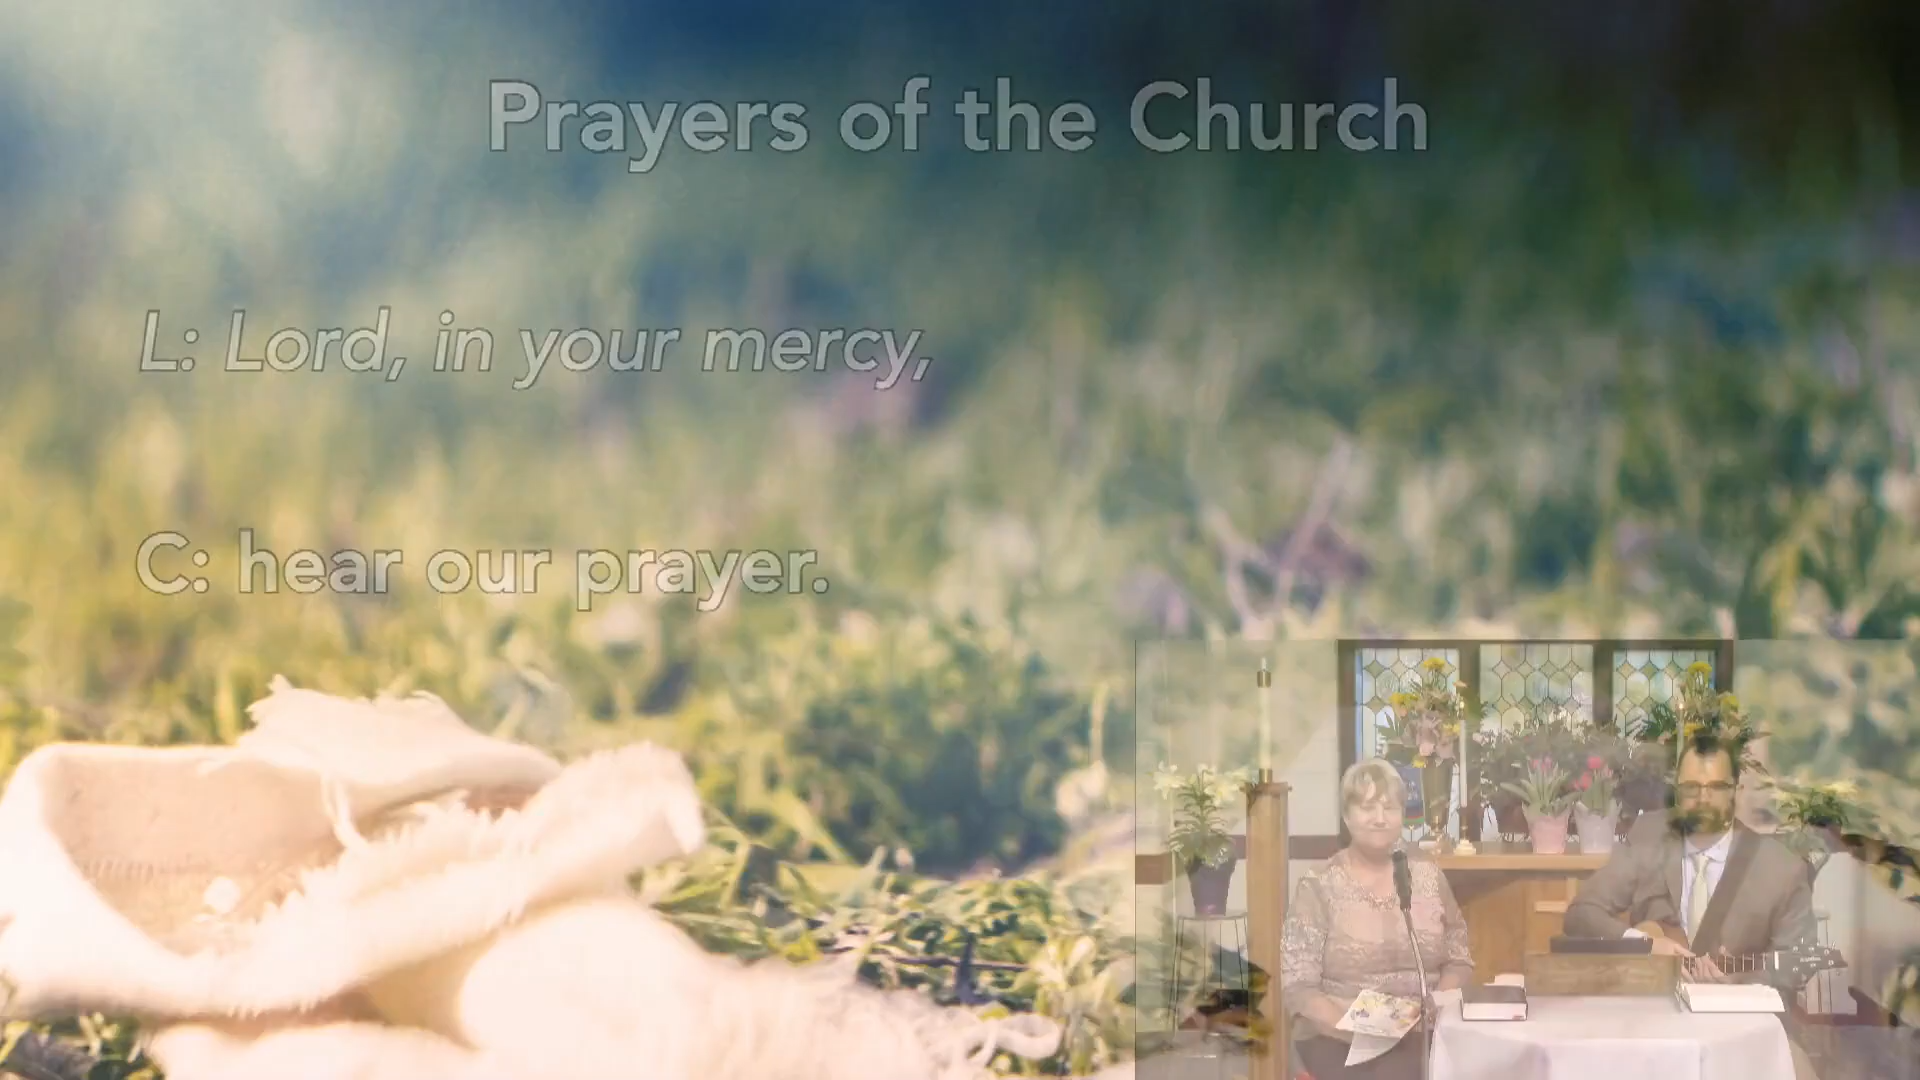 Prayers of the Church
L: Lord, in your mercy,
C: hear our prayer.